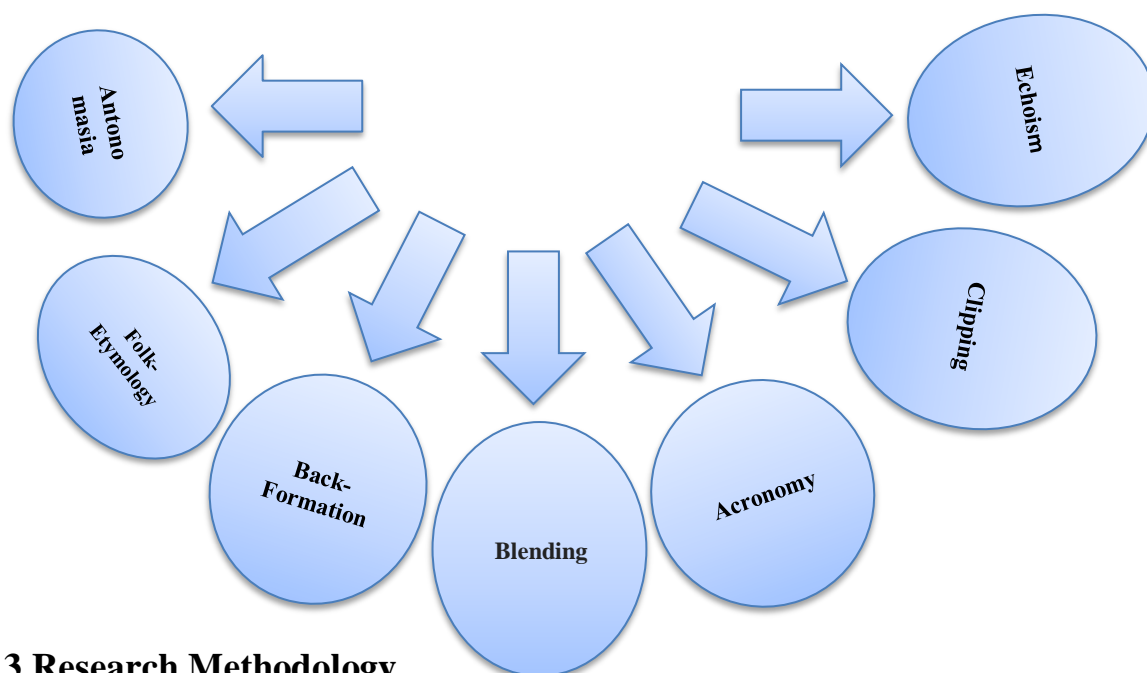 Antono
masia
Echoism
Folk-
Etymology
Clipping
Back-
Formation
Acronomy
Blending
3 Research Methodology